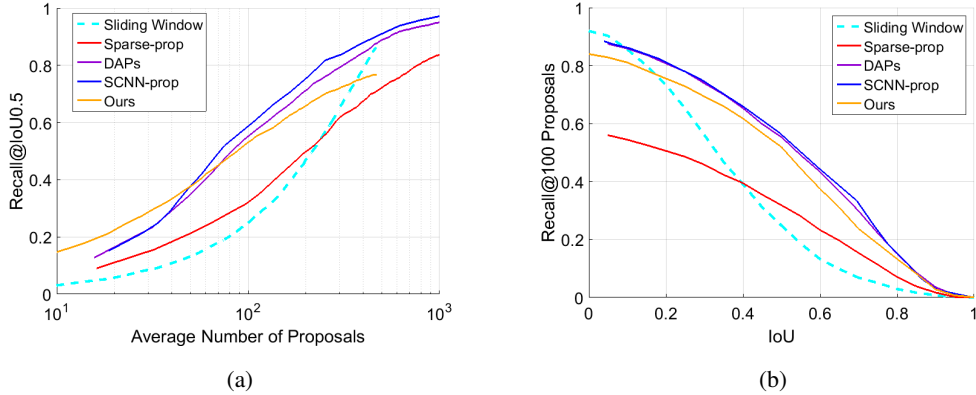 1
0.8
0.6
0.4
0.2
0
Recall@IoU0.5
Sliding Window
Sparse-prop
DAPs
SCNN-prop
Ours
10^1
10^2
10^3
Average Number of Proposals
(a)
1
0.8
0.6
0.4
0.2
0
Recall@100 Proposals
Sliding Window
Sparse-prop
DAPs
SCNN-prop
Ours
0
0.2
0.4
0.6
0.8
1
IoU
(b)